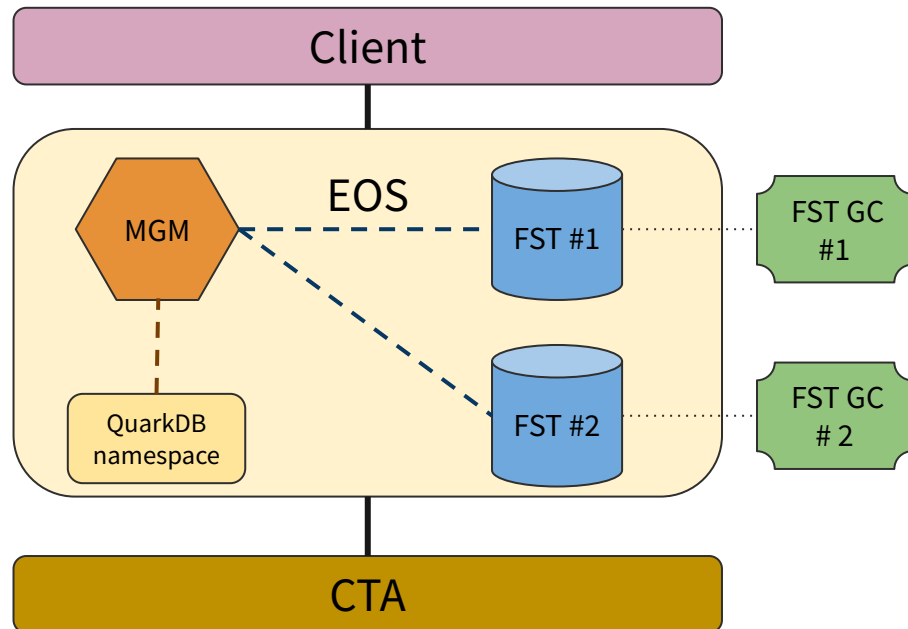 Client
EOS
MGM
FST #1
FST GC
#1
QuarkDB
namespace
FST #2
FST GC
# 2
CTA